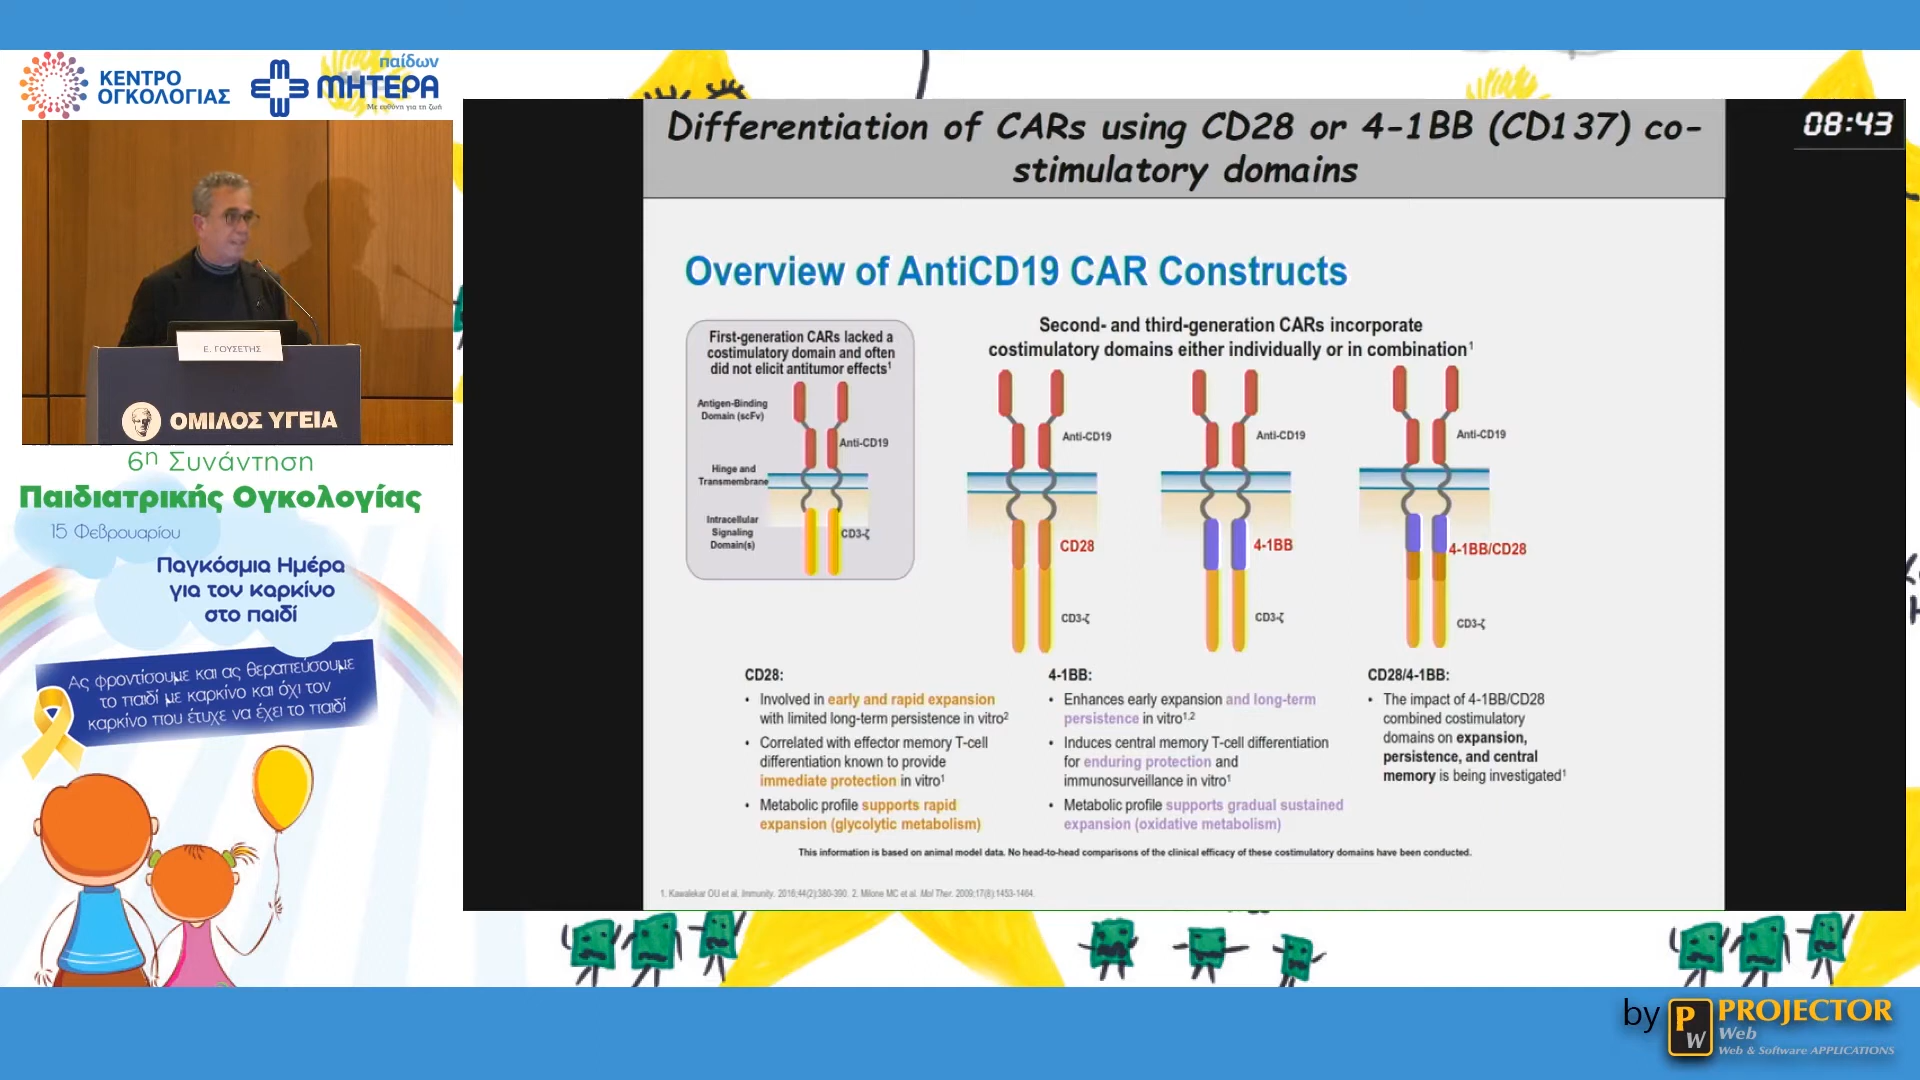 ΚΕΝΤΡΟ
ΟΓΚΟΛΟΓΙΑΣ
παίδων
ΜΗΤΕΡΑ
Με ευθύνη για τη ζωή
Ε. ΓΟΥΣΕΤΗΣ
ΟΜΙΛΟΣ ΥΓΕΙΑ
6η Συνάντηση
Παιδιατρικής Ογκολογίας
15 Φεβρουαρίου
Παγκόσμια Ημέρα
για τον καρκίνο
στο παιδί
Ας φροντίσουμε και ας θεραπεύσουμε
το παιδί με καρκίνο και όχι τον
καρκίνο που έτυχε να έχει το παιδί
Differentiation of CARs using CD28 or 4-1BB (CD137) co-
stimulatory domains
08:43
Overview of AntiCD19 CAR Constructs
First-generation CARs lacked a
costimulatory domain and often
did not elicit antitumor effects1
Antigen-Binding
Domain (scFv)
Anti-CD19
Hinge and
Transmembrane
Intracellular
Signaling
Domain(s)
CD3-ζ
Second- and third-generation CARs incorporate
costimulatory domains either individually or in combination1
Anti-CD19
CD28
CD3-ζ
Anti-CD19
4-1BB
CD3-ζ
Anti-CD19
4-1BB/CD28
CD3-ζ
CD28:
• Involved in early and rapid expansion
with limited long-term persistence in vitro2
• Correlated with effector memory T-cell
differentiation known to provide
immediate protection in vitro1
• Metabolic profile supports rapid
expansion (glycolytic metabolism)
4-1BB:
• Enhances early expansion and long-term
persistence in vitro1,2
• Induces central memory T-cell differentiation
for enduring protection and
immunosurveillance in vitro1
• Metabolic profile supports gradual sustained
expansion (oxidative metabolism)
CD28/4-1BB:
• The impact of 4-1BB/CD28
combined costimulatory
domains on expansion,
persistence, and central
memory is being investigated1
This information is based on animal model data. No head-to-head comparisons of the clinical efficacy of these costimulatory domains have been conducted.
1. Kawalekar OU et al. Immunity. 2016;44(2):380-390. 2. Milone MC et al. Mol Ther. 2009;17(8):1453-1464.
by PROJECTOR
Web
Web & Software APPLICATIONS
PW